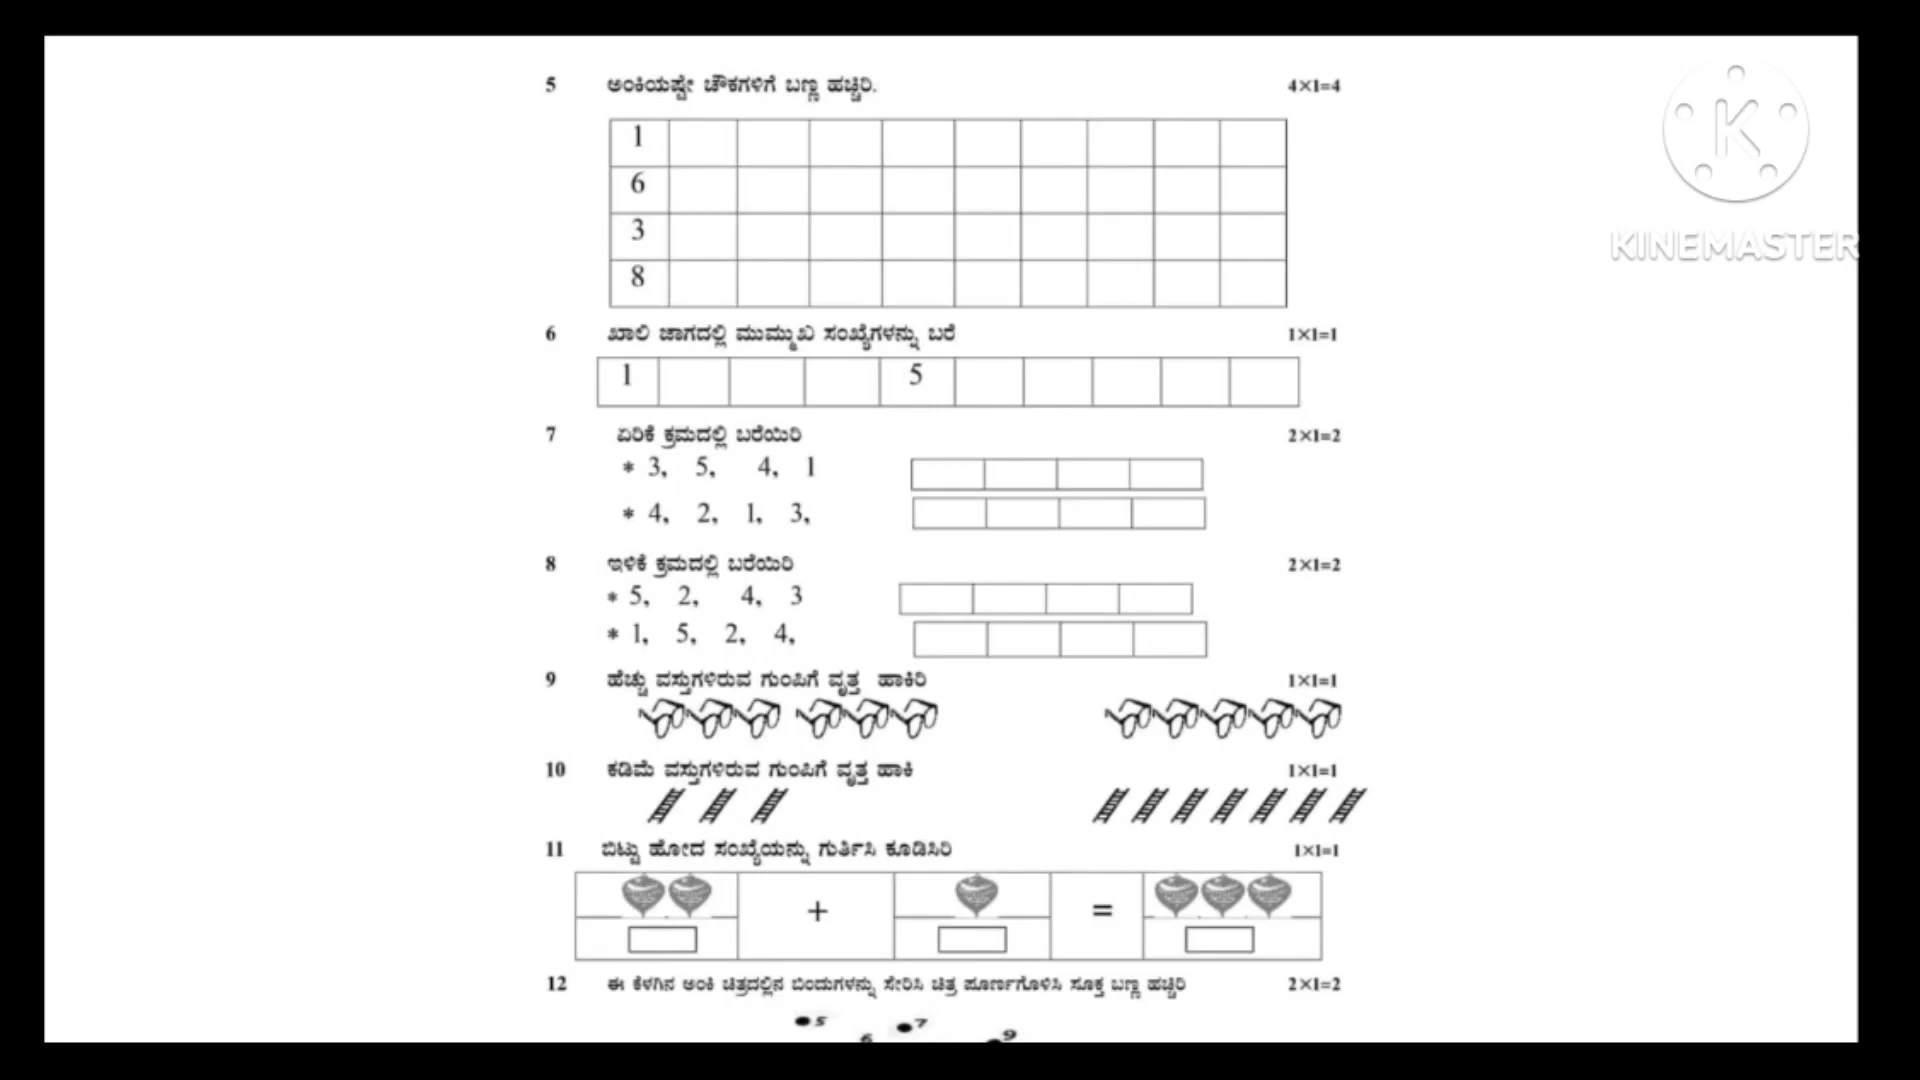 5 ಅಂಕಿಯಷ್ಟೇ ಚೌಕಗಳಿಗೆ ಬಣ್ಣ ಹಚ್ಚಿರಿ. 4×1=4
1
6
3
8
KINEMASTER
6 ಖಾಲಿ ಜಾಗದಲ್ಲಿ ಮುಮ್ಮುಖ ಸಂಖ್ಯೆಗಳನ್ನು ಬರೆ 1×1=1
1 5
7 ಏರಿಕೆ ಕ್ರಮದಲ್ಲಿ ಬರೆಯಿರಿ 2×1=2
* 3, 5, 4, 1
* 4, 2, 1, 3,
8 ಇಳಿಕೆ ಕ್ರಮದಲ್ಲಿ ಬರೆಯಿರಿ 2×1=2
* 5, 2, 4, 3
* 1, 5, 2, 4,
9 ಹೆಚ್ಚು ವಸ್ತುಗಳಿರುವ ಗುಂಪಿಗೆ ವೃತ್ತ ಹಾಕಿರಿ 1×1=1
10 ಕಡಿಮೆ ವಸ್ತುಗಳಿರುವ ಗುಂಪಿಗೆ ವೃತ್ತ ಹಾಕಿ 1×1=1
11 ಬಿಟ್ಟು ಹೋದ ಸಂಖ್ಯೆಯನ್ನು ಗುರ್ತಿಸಿ ಕೂಡಿಸಿರಿ 1×1=1
+ =
12 ಈ ಕೆಳಗಿನ ಅಂಕಿ ಚಿತ್ರದಲ್ಲಿನ ಬಿಂದುಗಳನ್ನು ಸೇರಿಸಿ ಚಿತ್ರ ಪೂರ್ಣಗೊಳಿಸಿ ಸೂಕ್ತ ಬಣ್ಣ ಹಚ್ಚಿರಿ 2×1=2
5 6 7 9